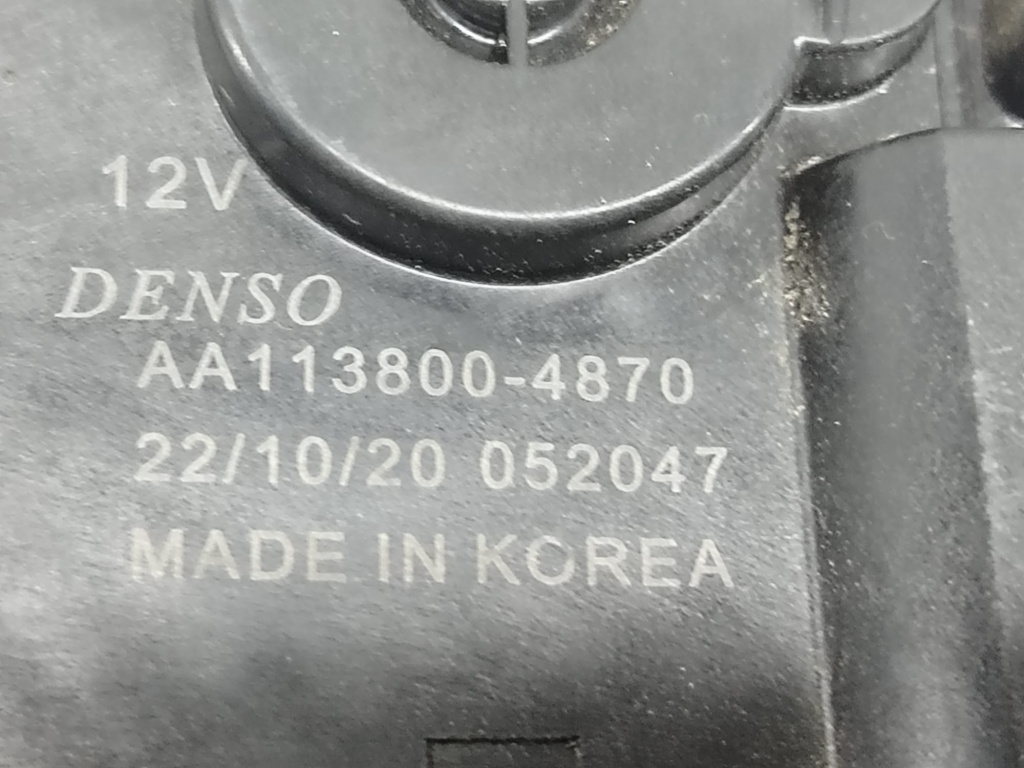 12V
DENSO
AA113800-4870
22/10/20 052047
MADE IN KOREA